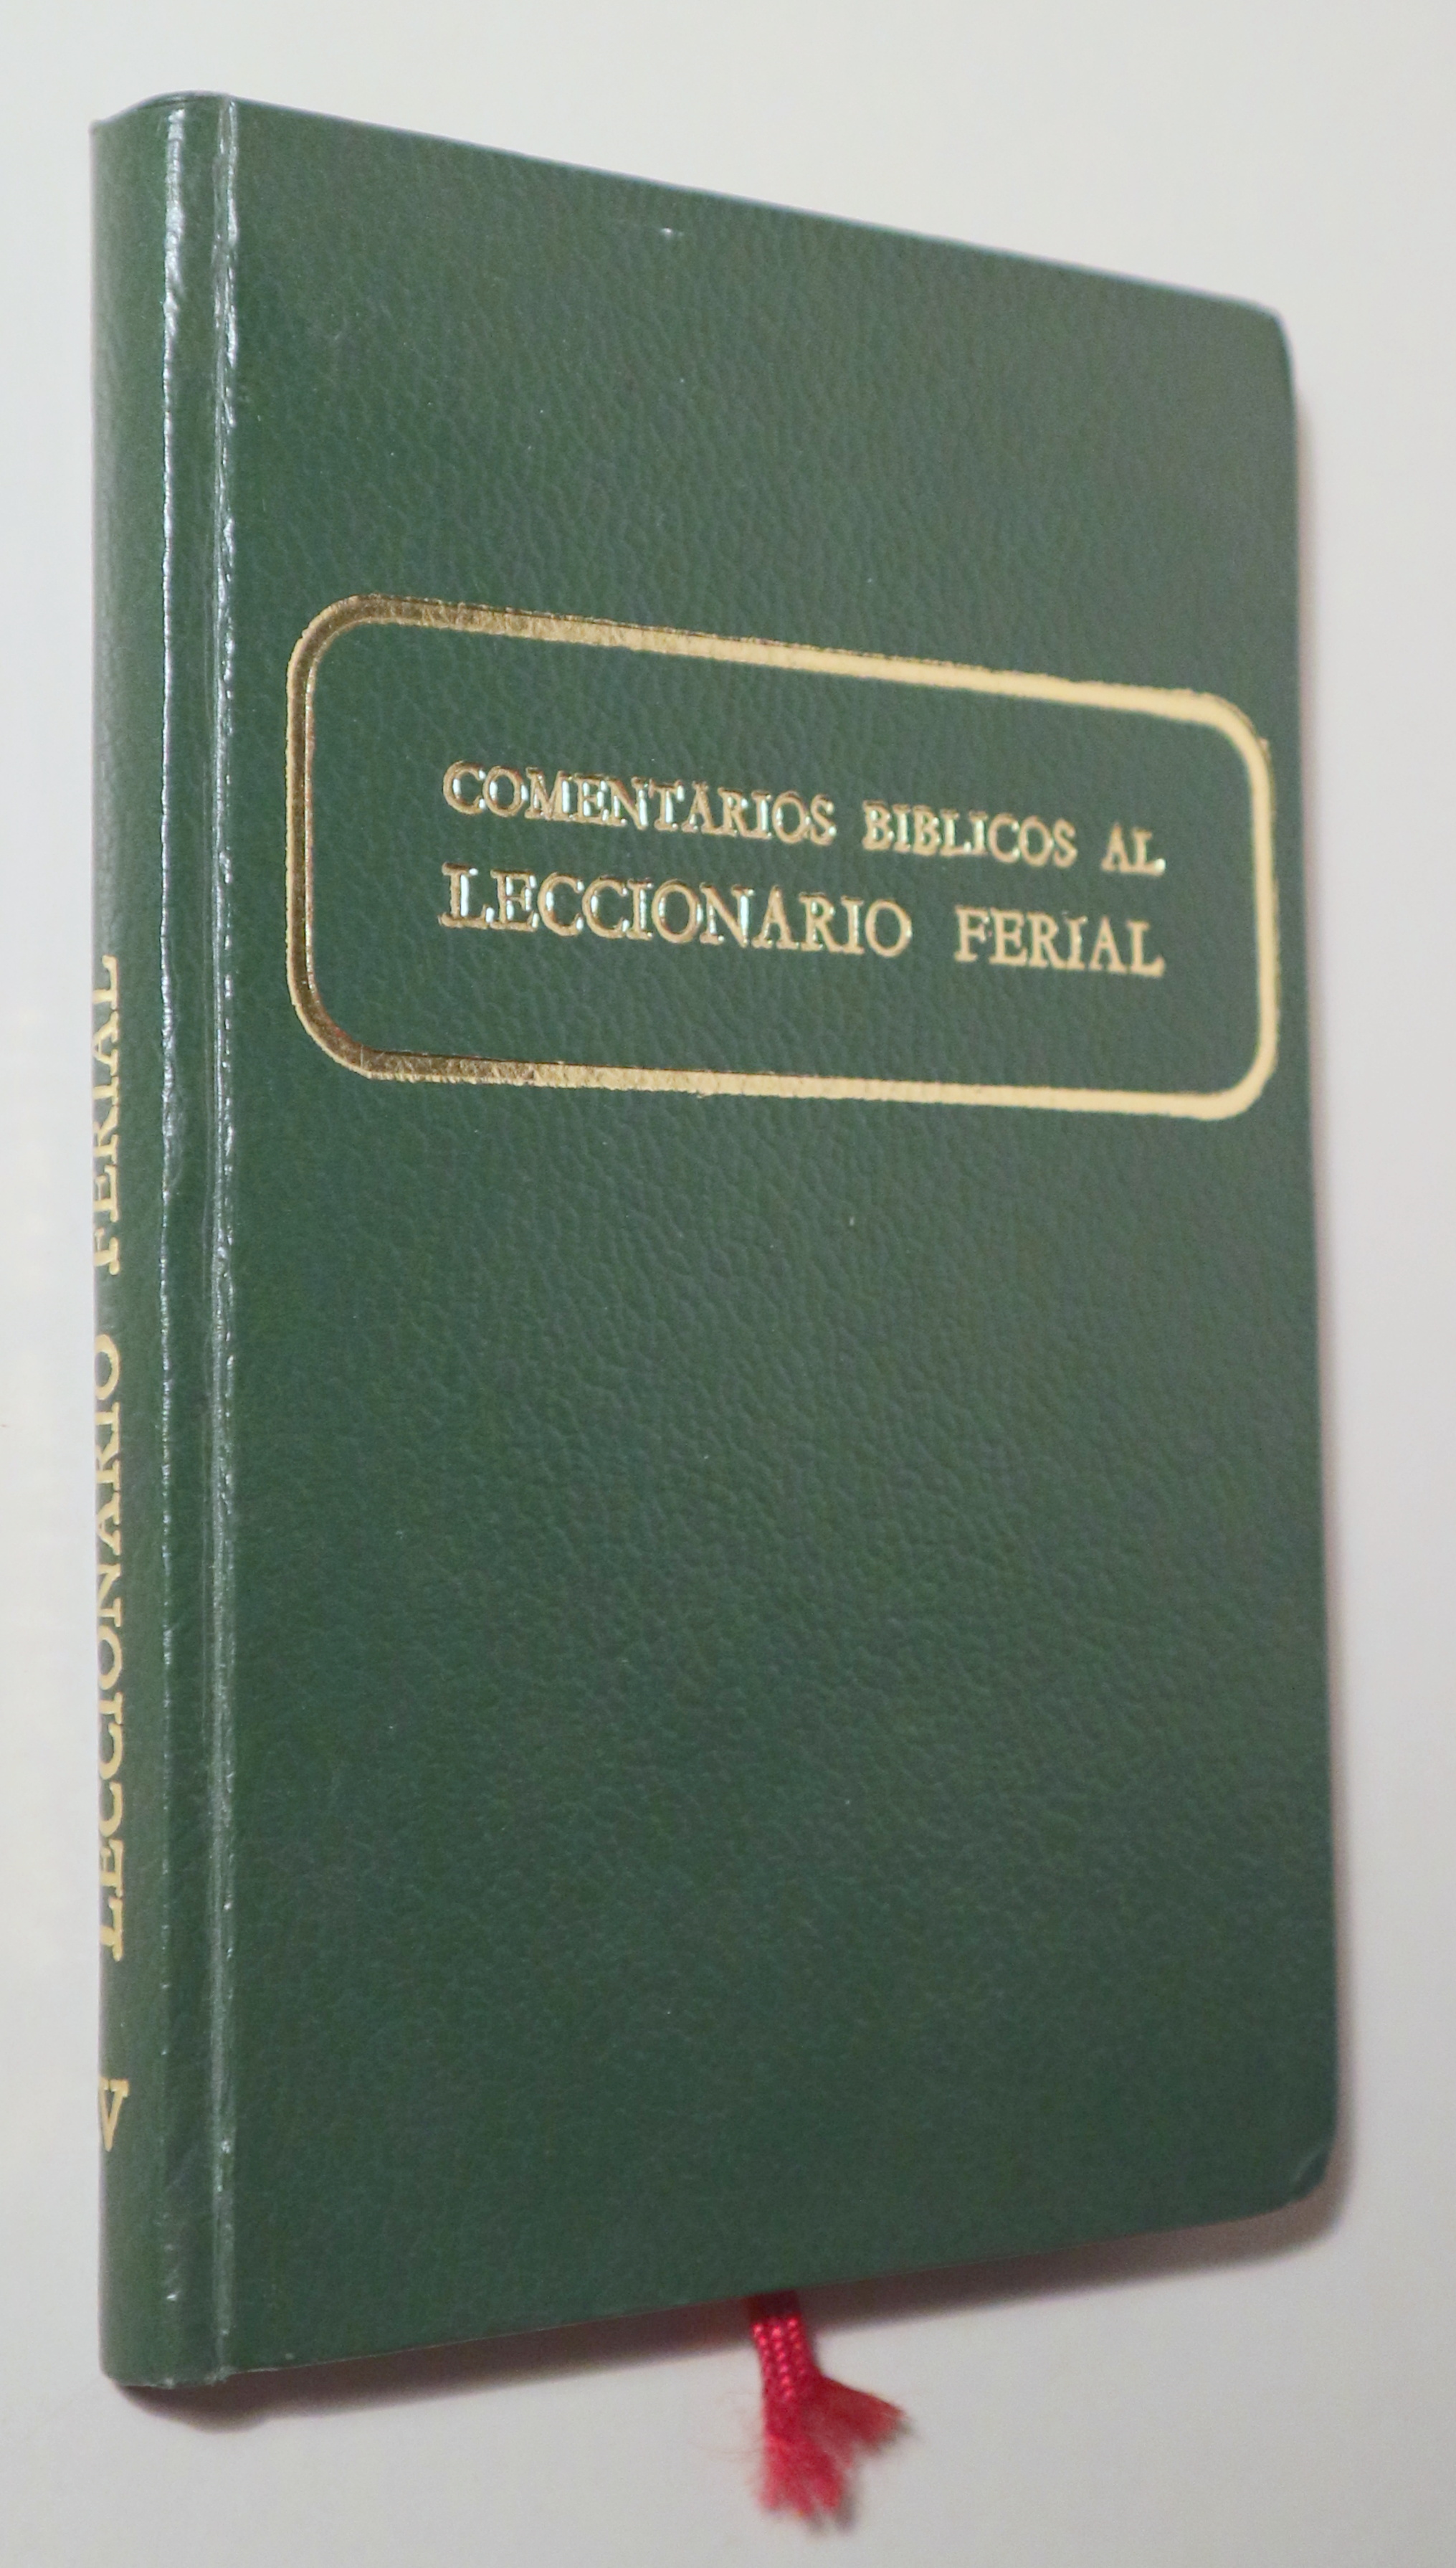 COMENTARIOS BIBLICOS AL
LECCIONARIO FERIAL
V LECCIONARIO FERIAL